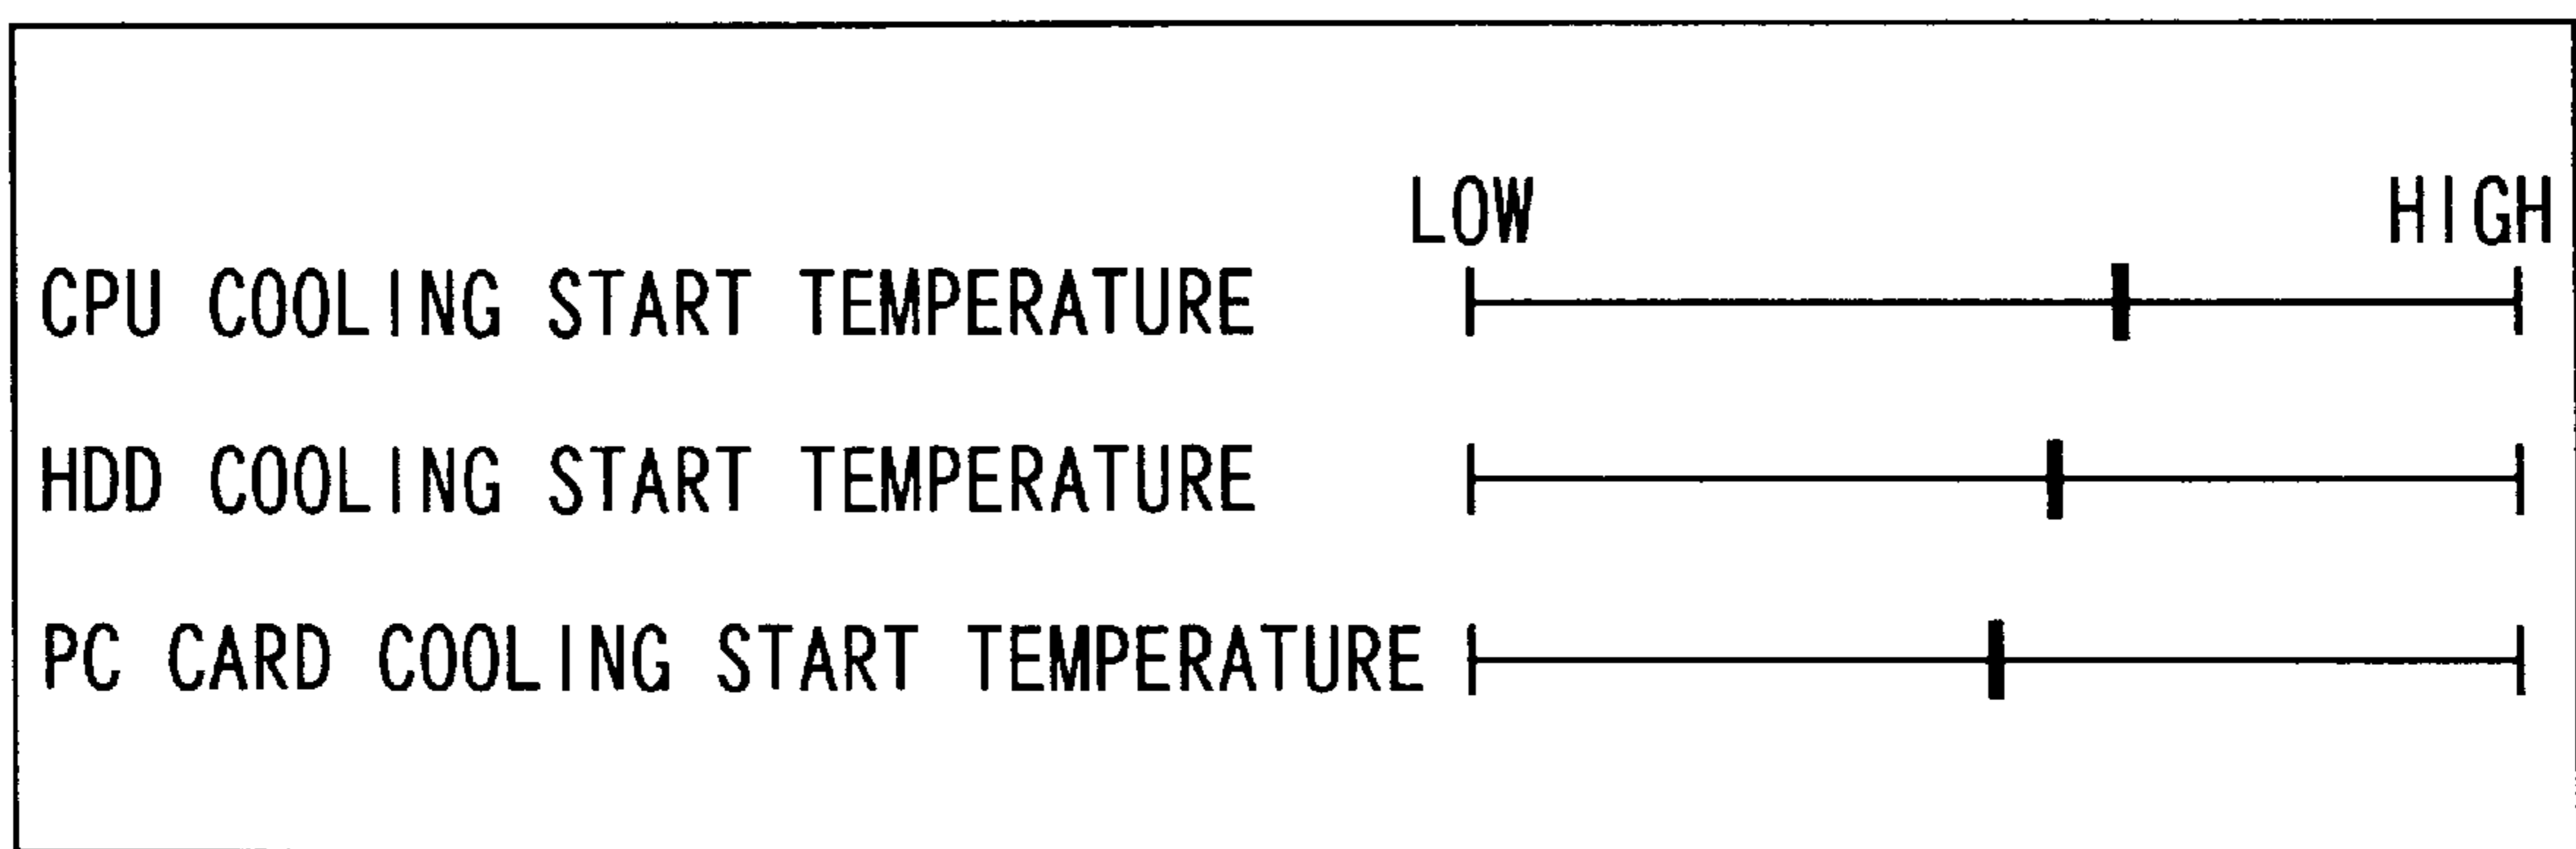 LOW HIGH
CPU COOLING START TEMPERATURE
HDD COOLING START TEMPERATURE
PC CARD COOLING START TEMPERATURE